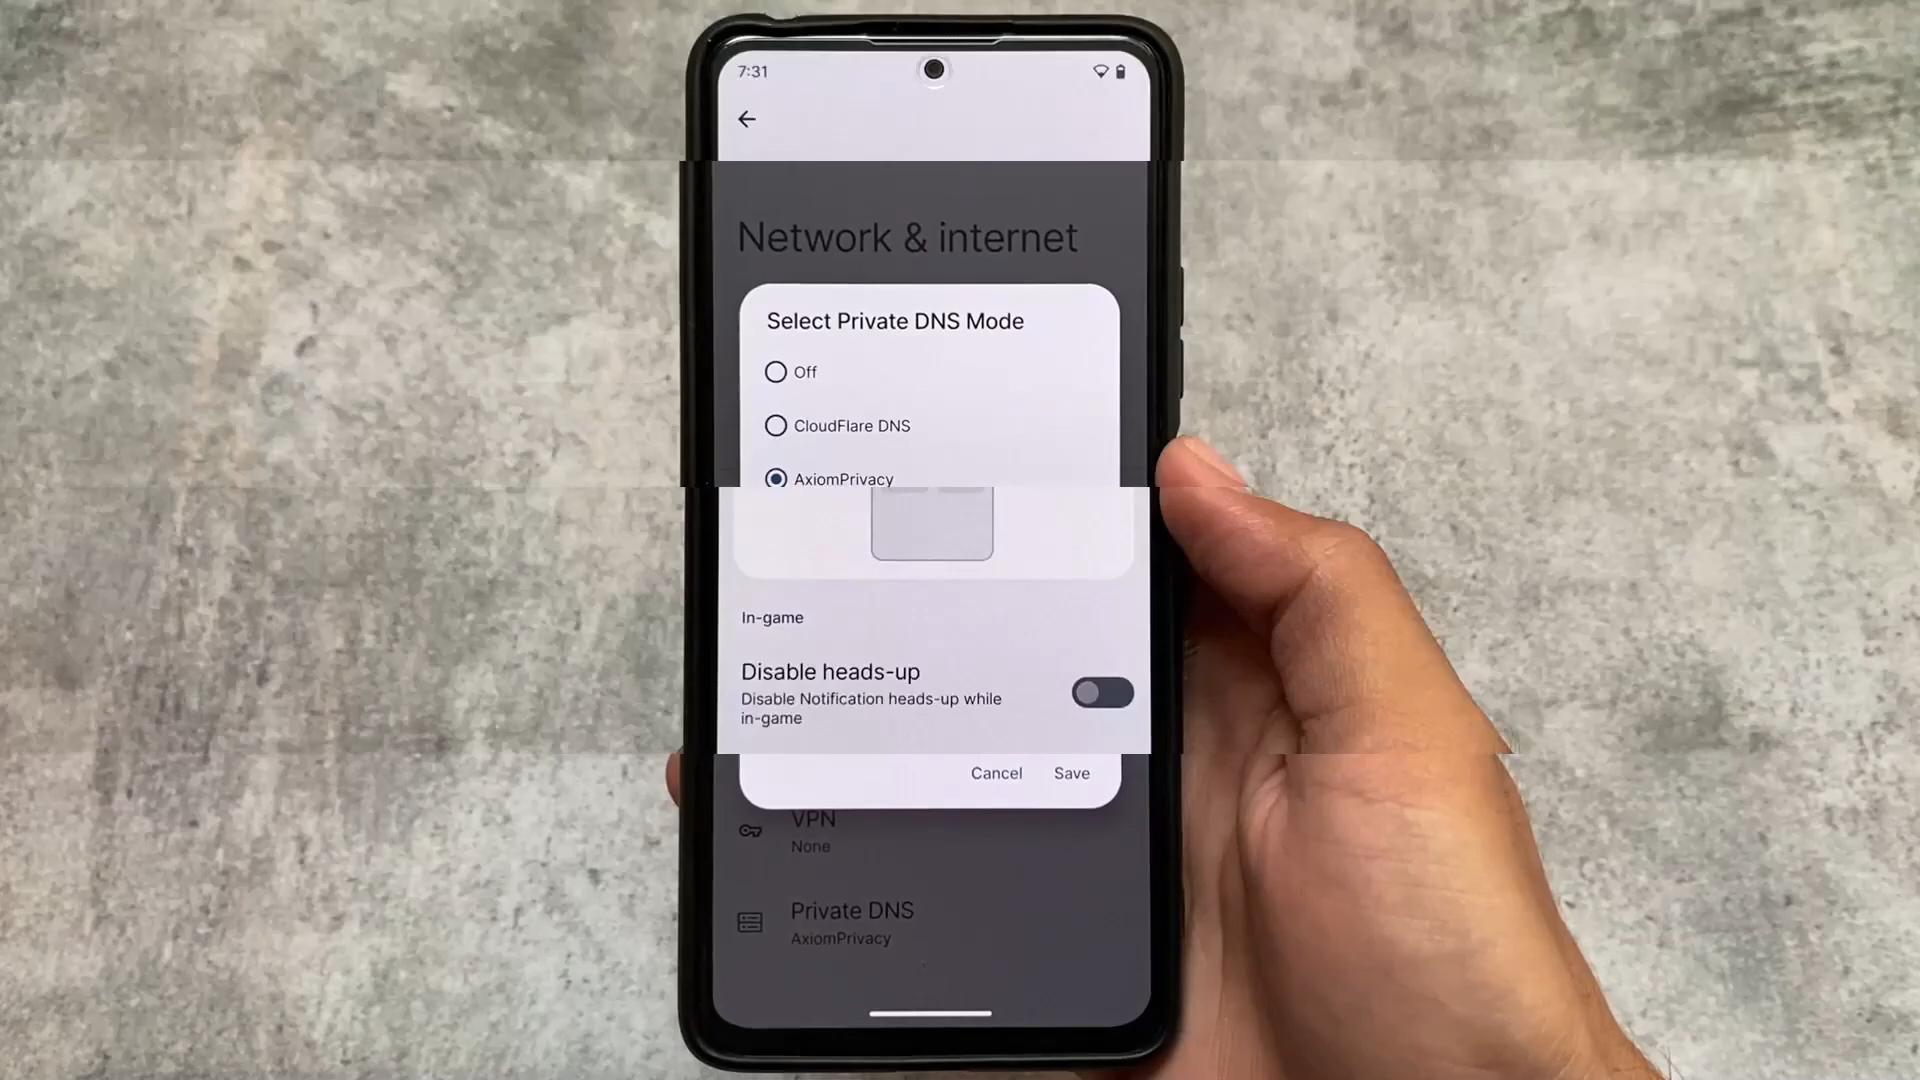 7:31
Network & internet
Select Private DNS Mode
Off
CloudFlare DNS
AxiomPrivacy
In-game
Disable heads-up
Disable Notification heads-up while
in-game
Cancel Save
VPN
None
Private DNS
AxiomPrivacy